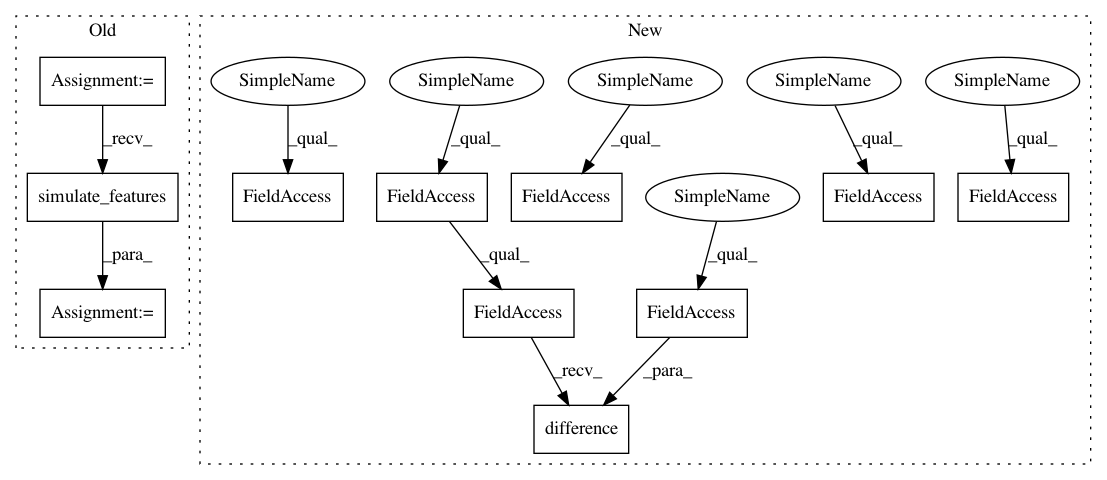 Old
New
Assignment:=
SimpleName
SimpleName
SimpleName
SimpleName
SimpleName
_recv_
_qual_
_qual_
_qual_
_qual_
_qual_
simulate_features
FieldAccess
FieldAccess
FieldAccess
SimpleName
FieldAccess
FieldAccess
_para_
_qual_
_qual_
Assignment:=
FieldAccess
FieldAccess
_recv_
_para_
difference